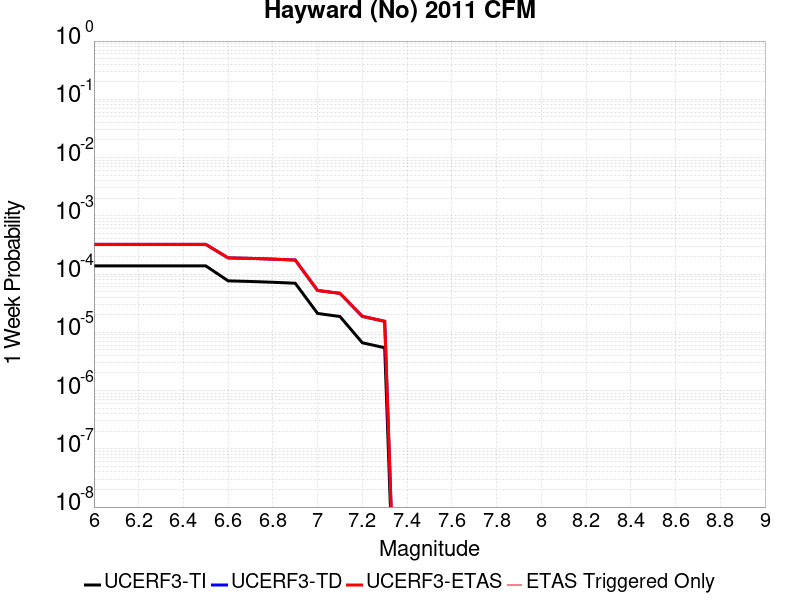 Hayward (No) 2011 CFM
10^0
10^-1
10^-2
10^-3
10^-4
10^-5
10^-6
10^-7
10^-8
1 Week Probability
6 6.2 6.4 6.6 6.8 7 7.2 7.4 7.6 7.8 8 8.2 8.4 8.6 8.8 9
Magnitude
UCERF3-TI UCERF3-TD UCERF3-ETAS ETAS Triggered Only